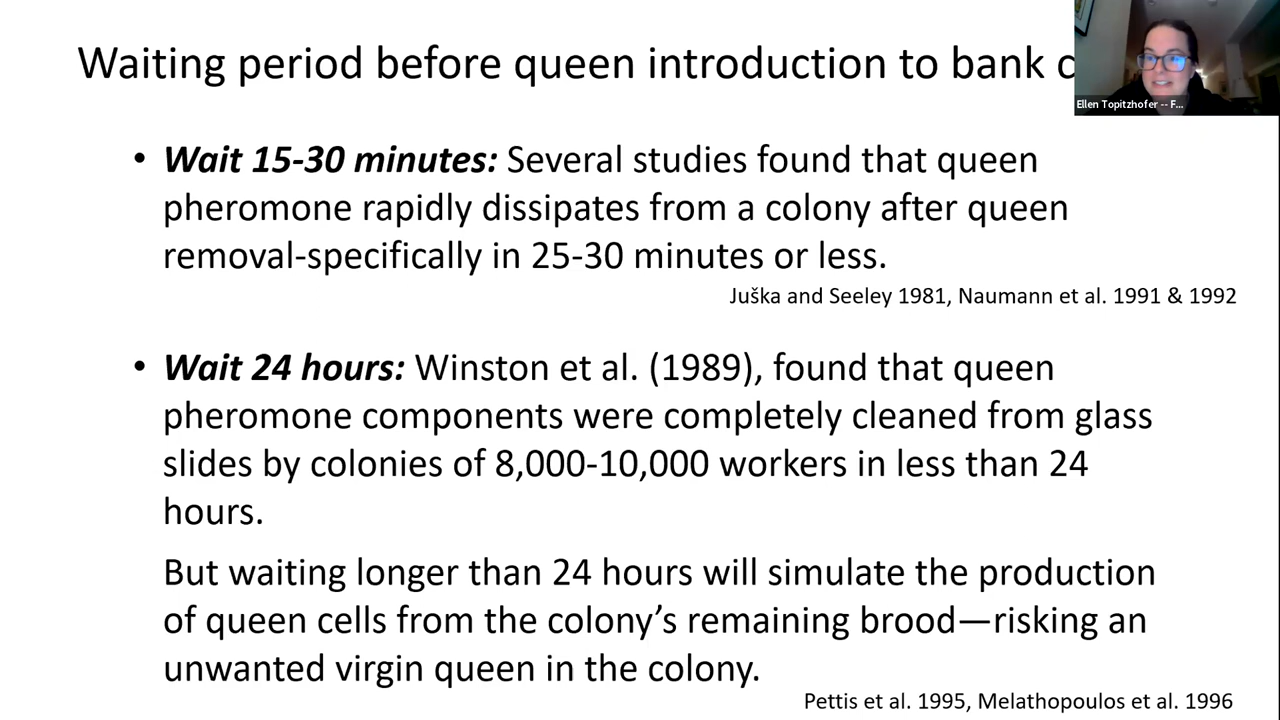 Waiting period before queen introduction to bank c
Ellen Topitzhofer -- F...
• Wait 15-30 minutes: Several studies found that queen
pheromone rapidly dissipates from a colony after queen
removal-specifically in 25-30 minutes or less.
Juška and Seeley 1981, Naumann et al. 1991 & 1992
• Wait 24 hours: Winston et al. (1989), found that queen
pheromone components were completely cleaned from glass
slides by colonies of 8,000-10,000 workers in less than 24
hours.
But waiting longer than 24 hours will simulate the production
of queen cells from the colony’s remaining brood—risking an
unwanted virgin queen in the colony.
Pettis et al. 1995, Melathopoulos et al. 1996